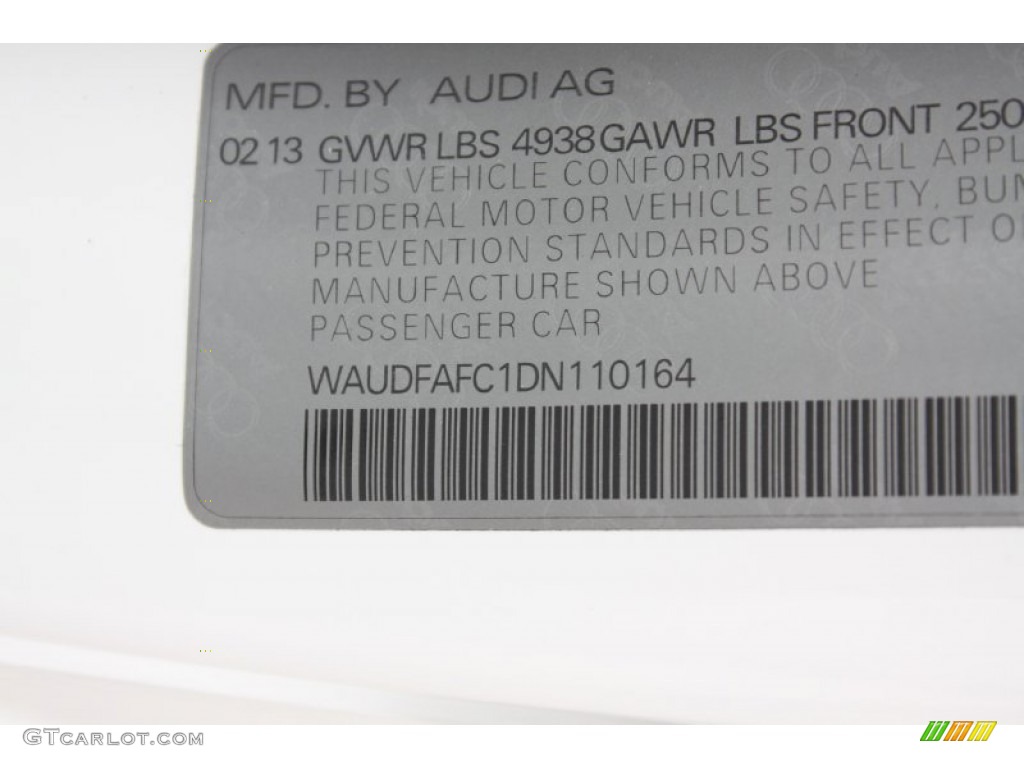 MFD. BY AUDI AG
02 13 GVWR LBS 4938 GAWR LBS FRONT 250
THIS VEHICLE CONFORMS TO ALL APPL
FEDERAL MOTOR VEHICLE SAFETY, BUM
PREVENTION STANDARDS IN EFFECT O
MANUFACTURE SHOWN ABOVE
PASSENGER CAR
WAUDFAFC1DN110164
GTCARLOT.COM